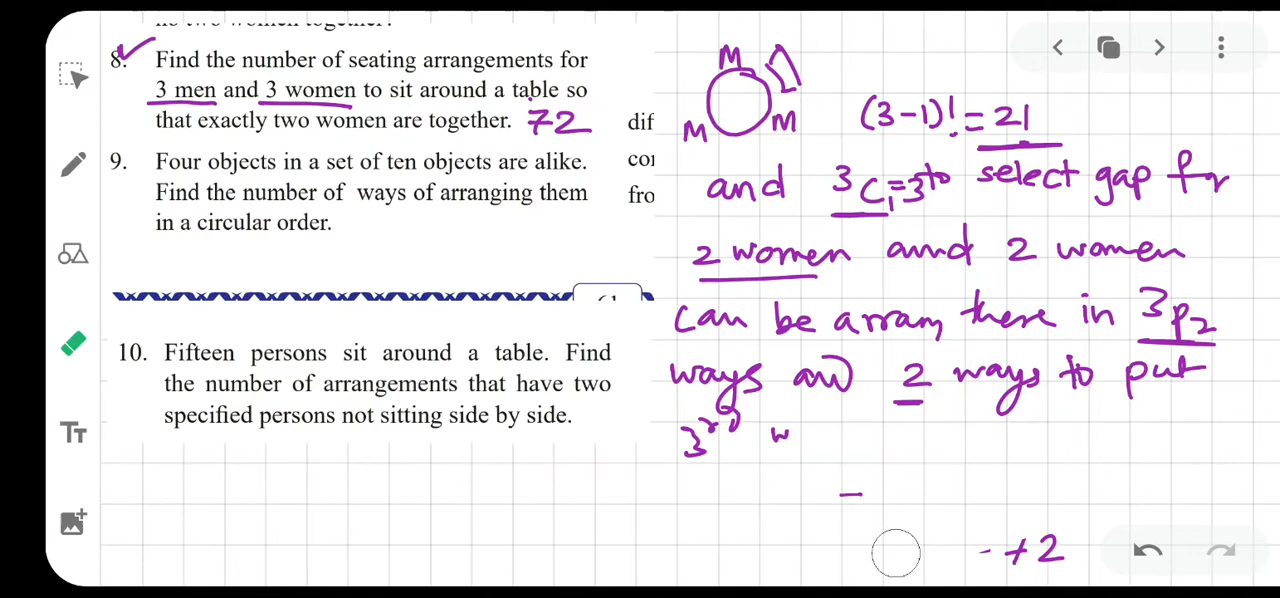 8. Find the number of seating arrangements for
3 men and 3 women to sit around a table so
that exactly two women are together. 72
9. Four objects in a set of ten objects are alike.
Find the number of ways of arranging them
in a circular order.
10. Fifteen persons sit around a table. Find
the number of arrangements that have two
specified persons not sitting side by side.
dif
con
fro
M
M M
(3-1)! = 2!
and 3C1=3 to select gap for
2 women and 2 women
can be arran, there in 3P2
ways and 2 ways to put
3rd w
Tт